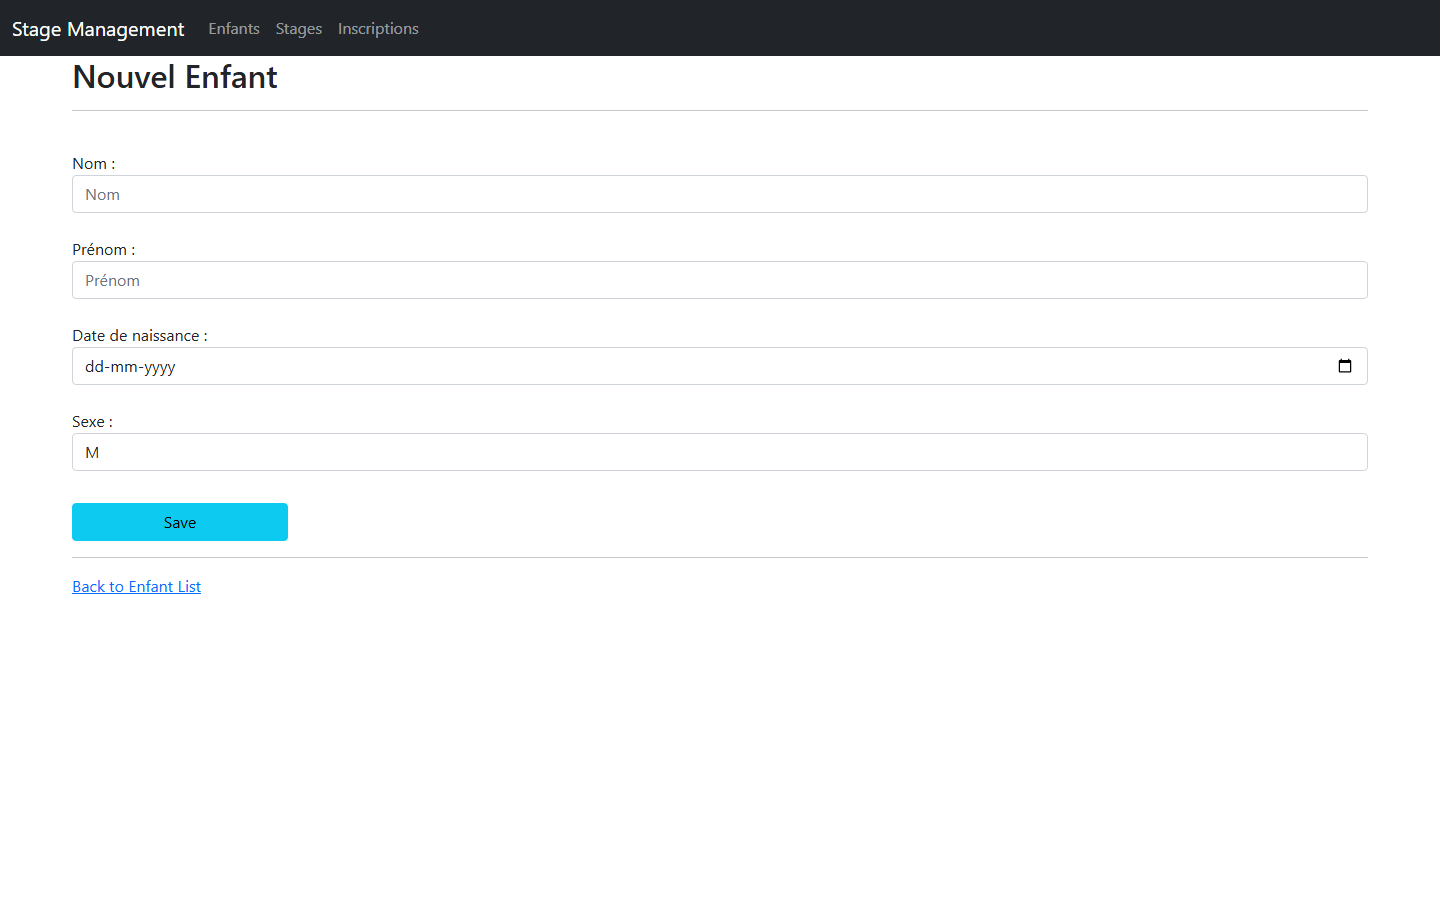 Stage Management Enfants Stages Inscriptions
Nouvel Enfant
Nom :
Nom
Prénom :
Prénom
Date de naissance :
dd-mm-yyyy
Sexe :
M
Save
Back to Enfant List